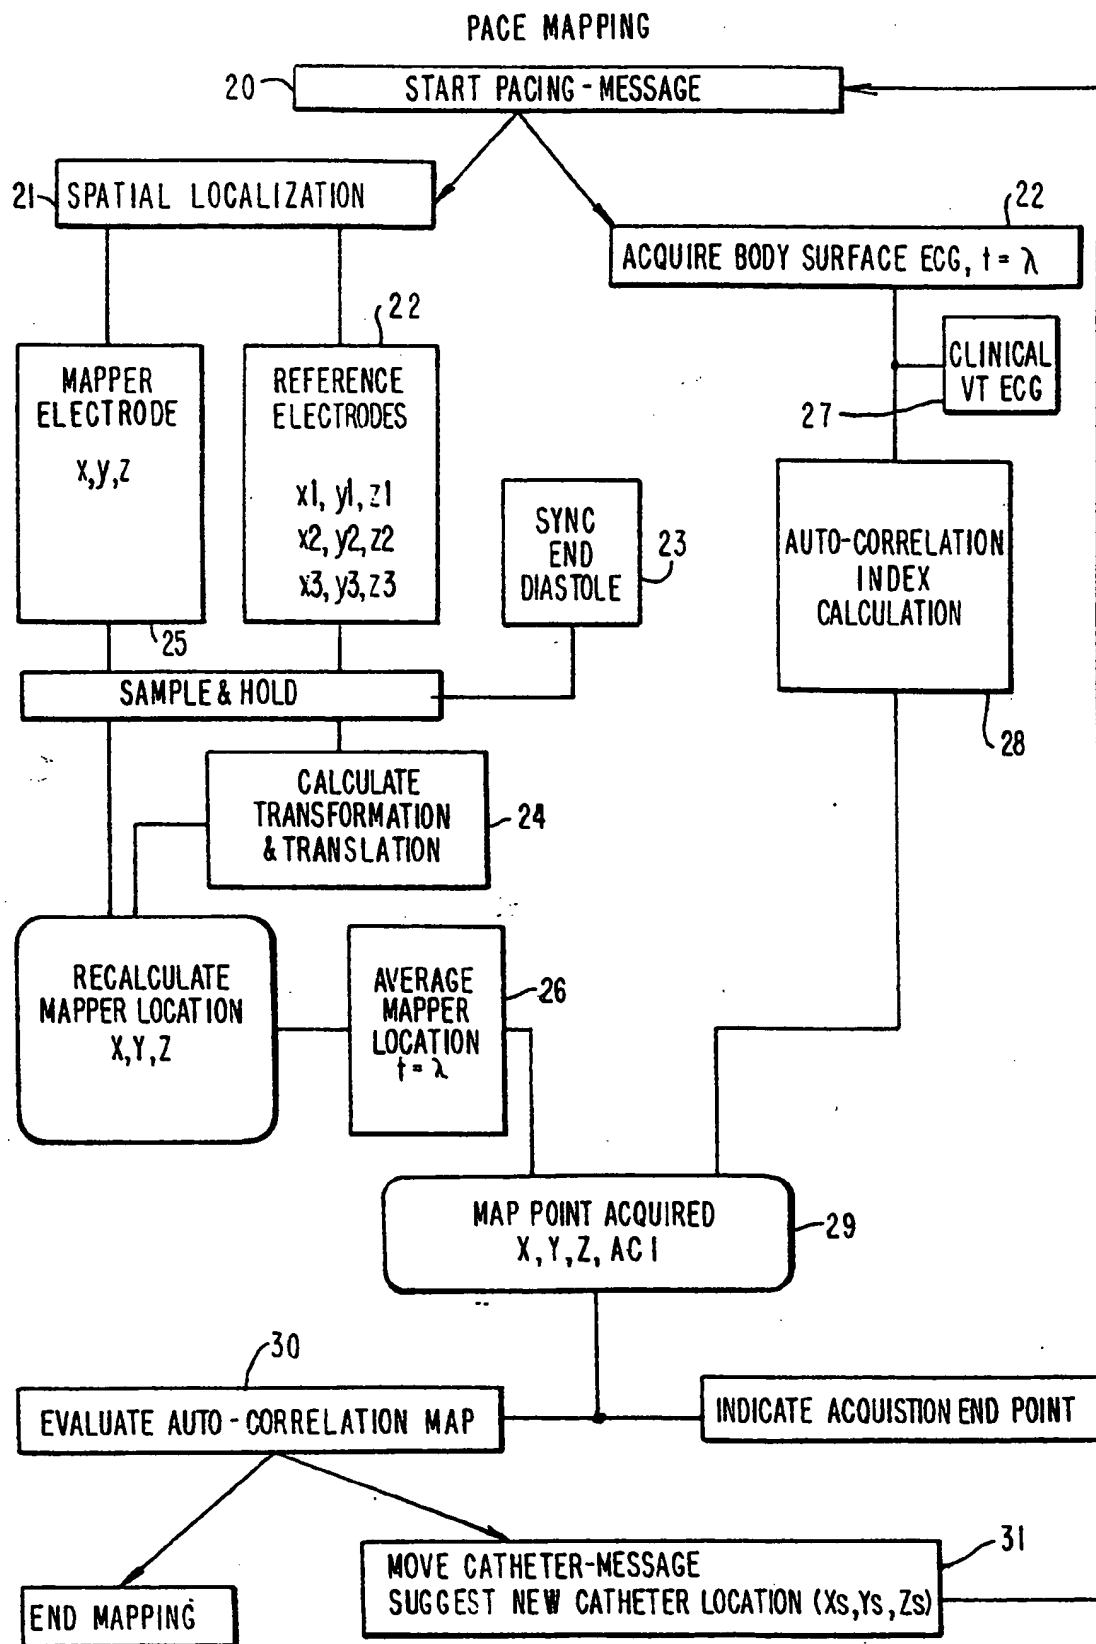 PACE MAPPING
20
START PACING - MESSAGE
21
SPATIAL LOCALIZATION
22
ACQUIRE BODY SURFACE ECG, t = λ
22
CLINICAL
VT ECG
27
MAPPER
ELECTRODE
x,y,z
25
REFERENCE
ELECTRODES
x1, y1, z1
x2, y2, z2
x3, y3, z3
SYNC
END
DIASTOLE
23
AUTO-CORRELATION
INDEX
CALCULATION
28
SAMPLE & HOLD
CALCULATE
TRANSFORMATION
& TRANSLATION
24
RECALCULATE
MAPPER LOCATION
X,Y,Z
AVERAGE
MAPPER
LOCATION
t = λ
26
MAP POINT ACQUIRED
X, Y, Z, ACI
29
30
EVALUATE AUTO - CORRELATION MAP
INDICATE ACQUISTION END POINT
END MAPPING
MOVE CATHETER-MESSAGE
SUGGEST NEW CATHETER LOCATION (Xs,Ys,Zs)
31